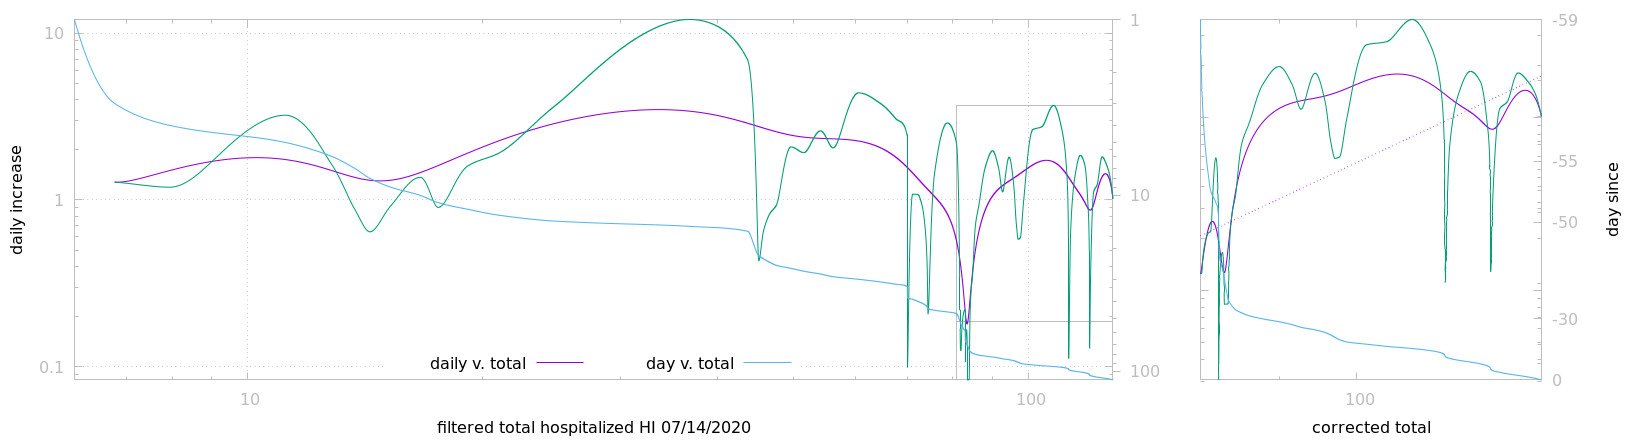 10
1
0.1
daily increase
10
100
1
10
100
daily v. total
day v. total
filtered total hospitalized HI 07/14/2020
100
corrected total
-59
-55
-50
-30
0
day since